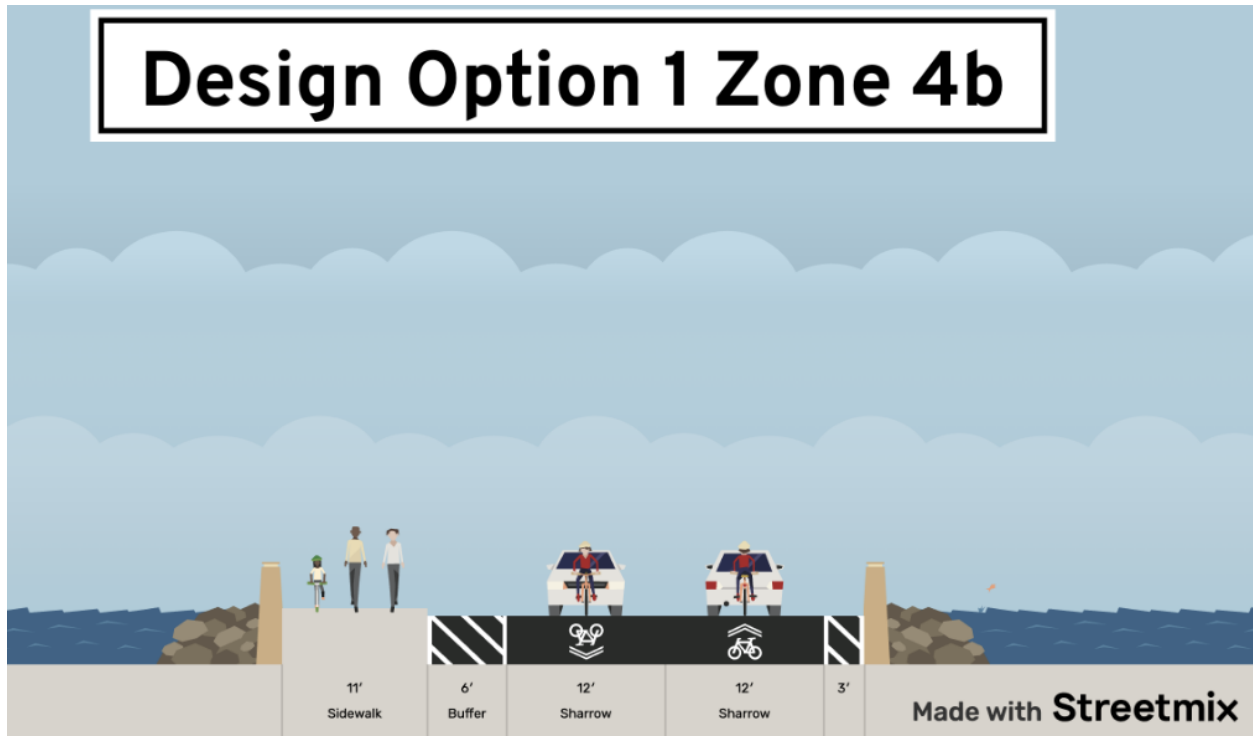 Design Option 1 Zone 4b
11’ 6’ 12’ 12’ 3’
Sidewalk Buffer Sharrow Sharrow
Made with Streetmix